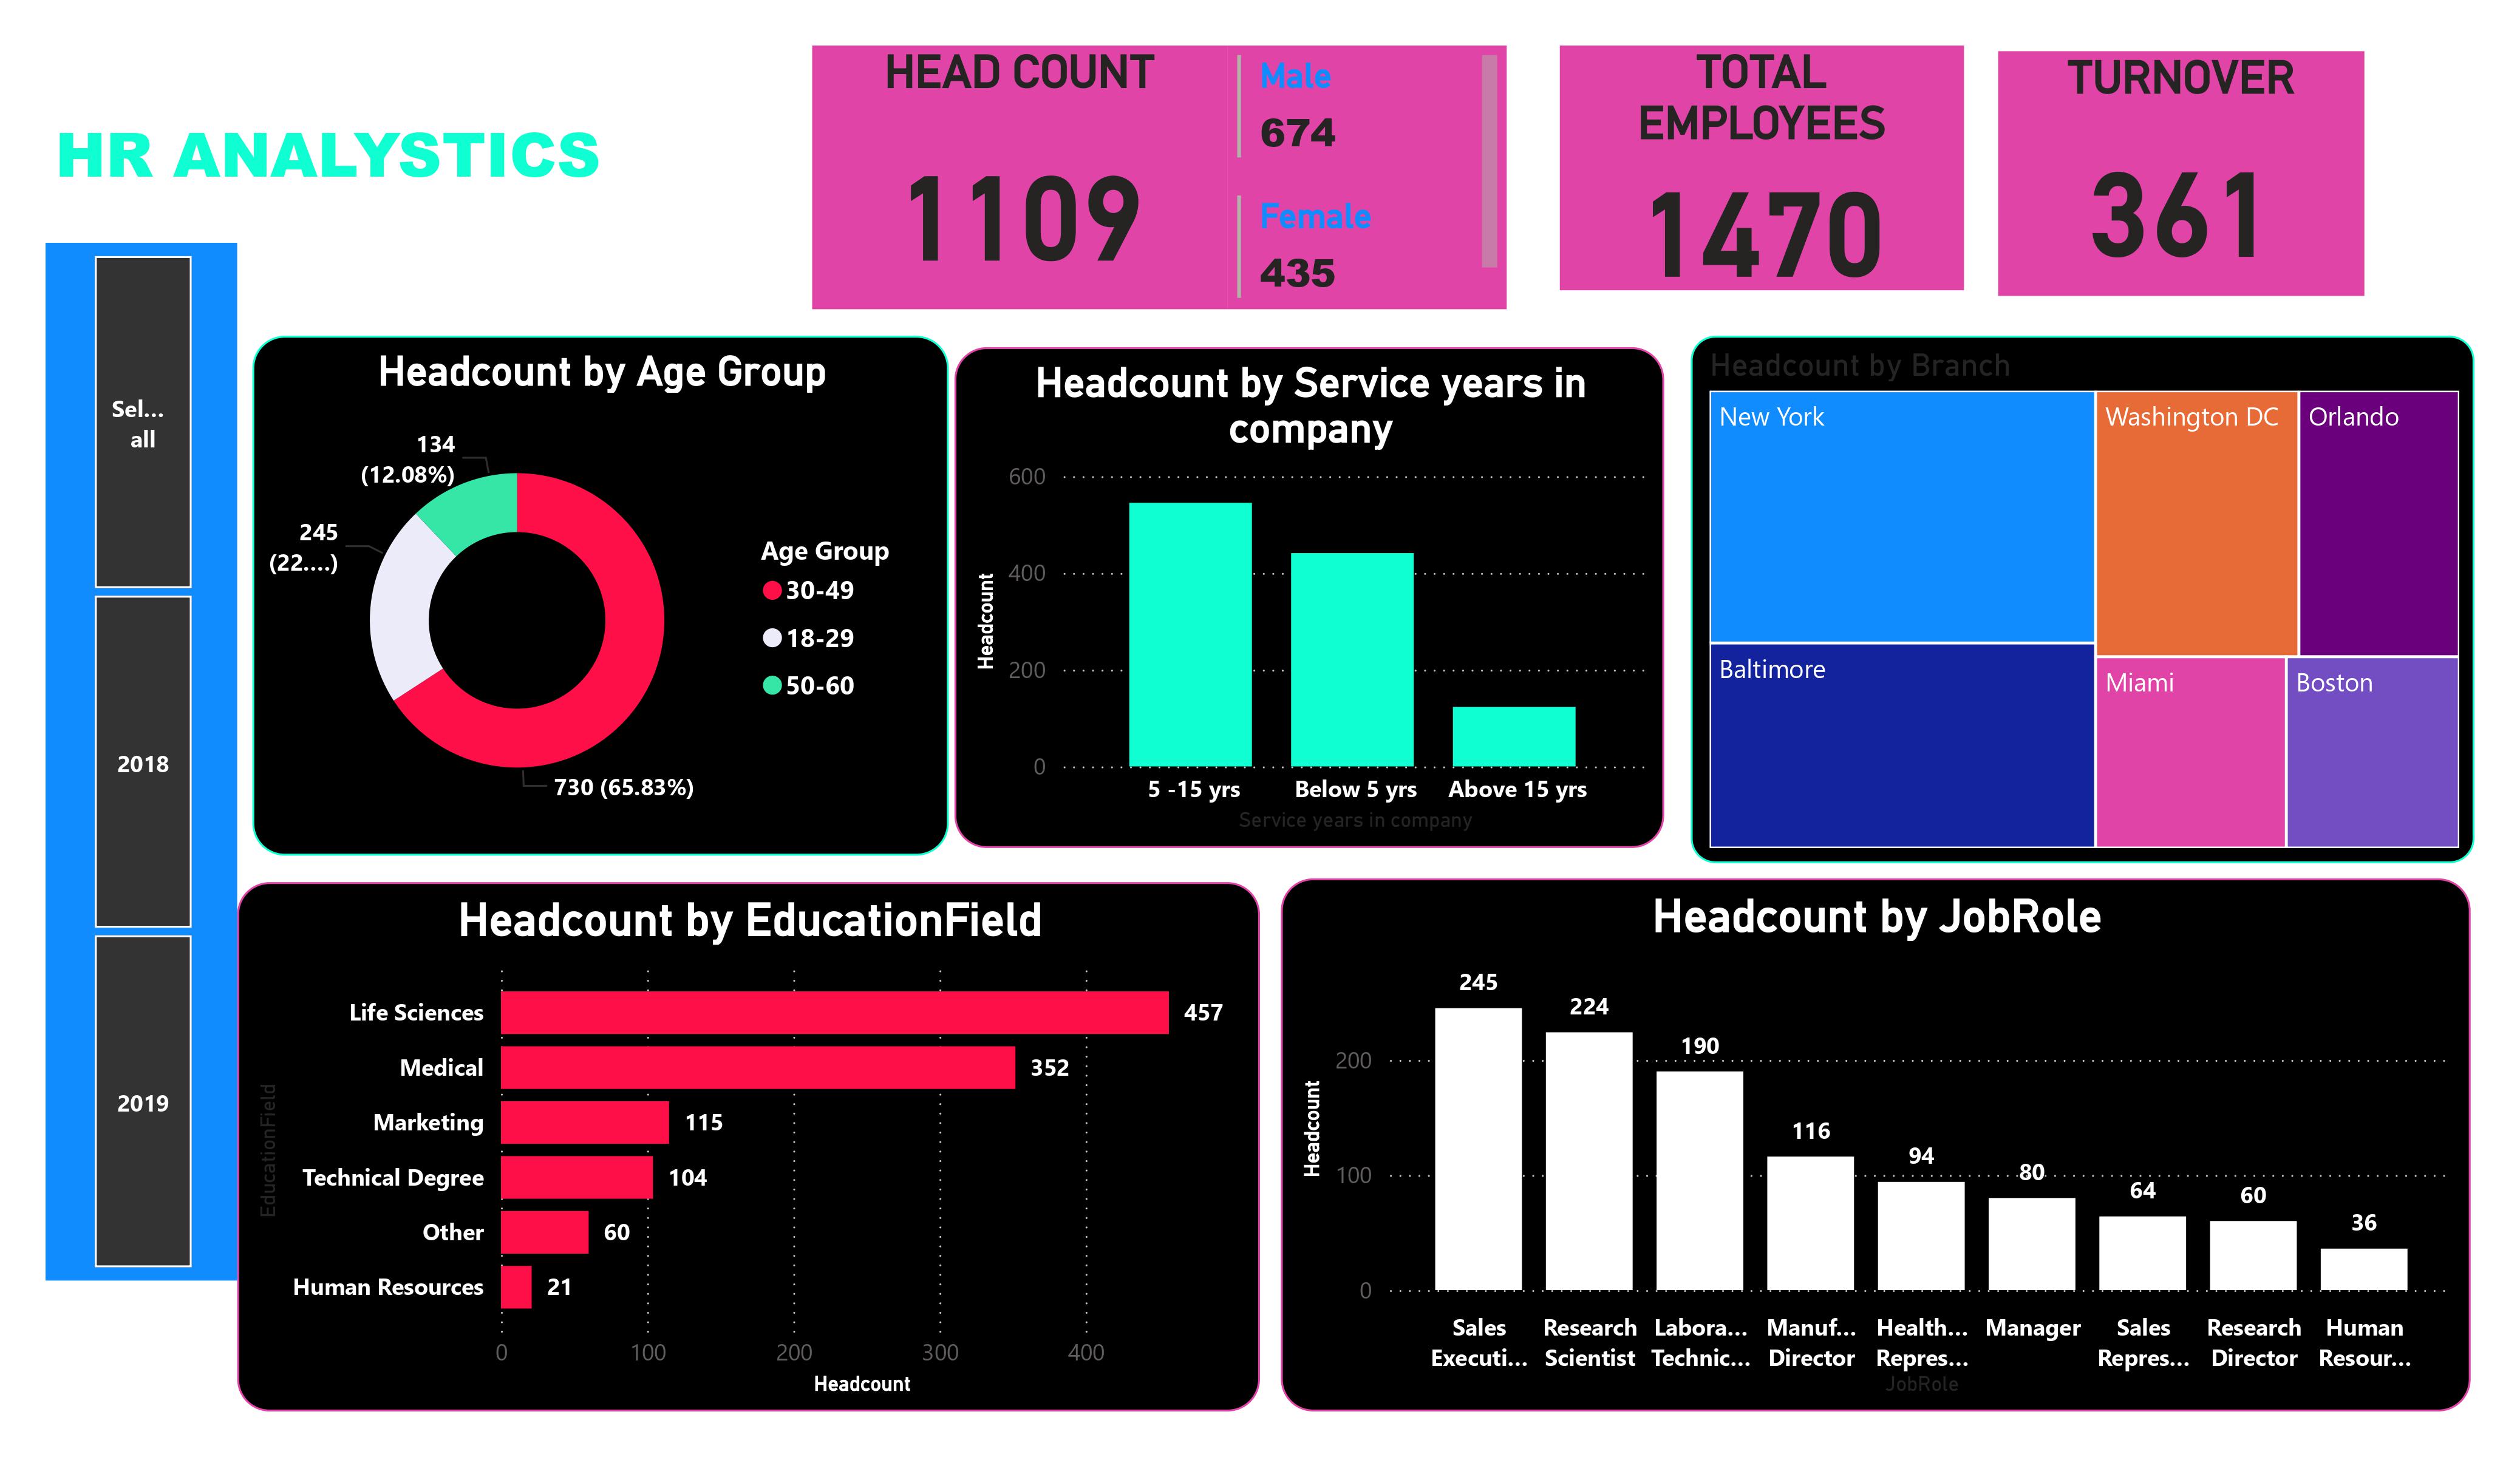 HR ANALYSTICS
HEAD COUNT
1109
Male
674
Female
435
TOTAL
EMPLOYEES
1470
TURNOVER
361
Sel...
all
2018
2019
Headcount by Age Group
134
(12.08%)
245
(22....)
730 (65.83%)
Age Group
30-49
18-29
50-60
Headcount by Service years in
company
Headcount
600
400
200
0
5 -15 yrs
Below 5 yrs
Above 15 yrs
Service years in company
Headcount by Branch
New York
Washington DC
Orlando
Baltimore
Miami
Boston
Headcount by EducationField
EducationField
Life Sciences
457
Medical
352
Marketing
115
Technical Degree
104
Other
60
Human Resources
21
0 100 200 300 400
Headcount
Headcount by JobRole
Headcount
200
100
0
245
224
190
116
94
80
64
60
36
Sales
Executi...
Research
Scientist
Labora...
Technic...
Manuf...
Director
Health...
Repres...
Manager
Sales
Repres...
Research
Director
Human
Resour...
JobRole